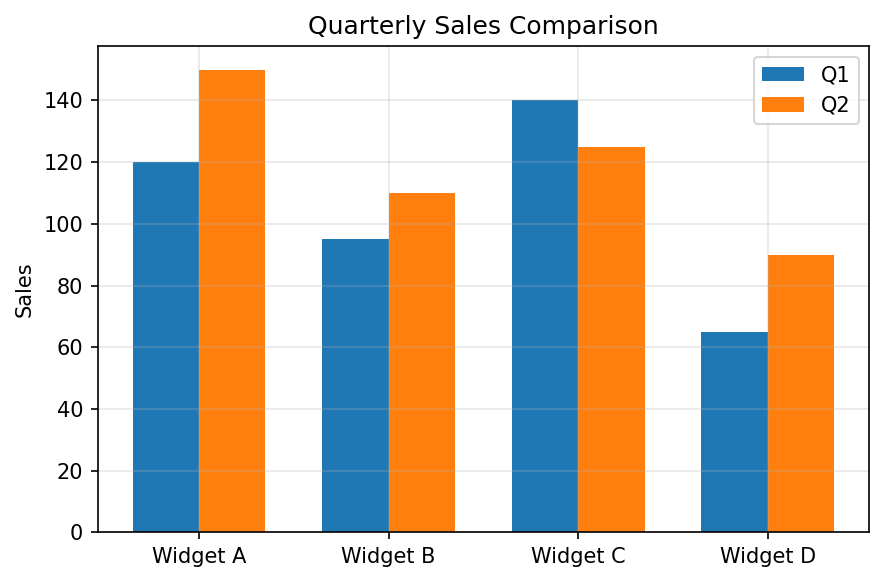 Quarterly Sales Comparison
Q1
Q2
Sales
140
120
100
80
60
40
20
0
Widget A
Widget B
Widget C
Widget D